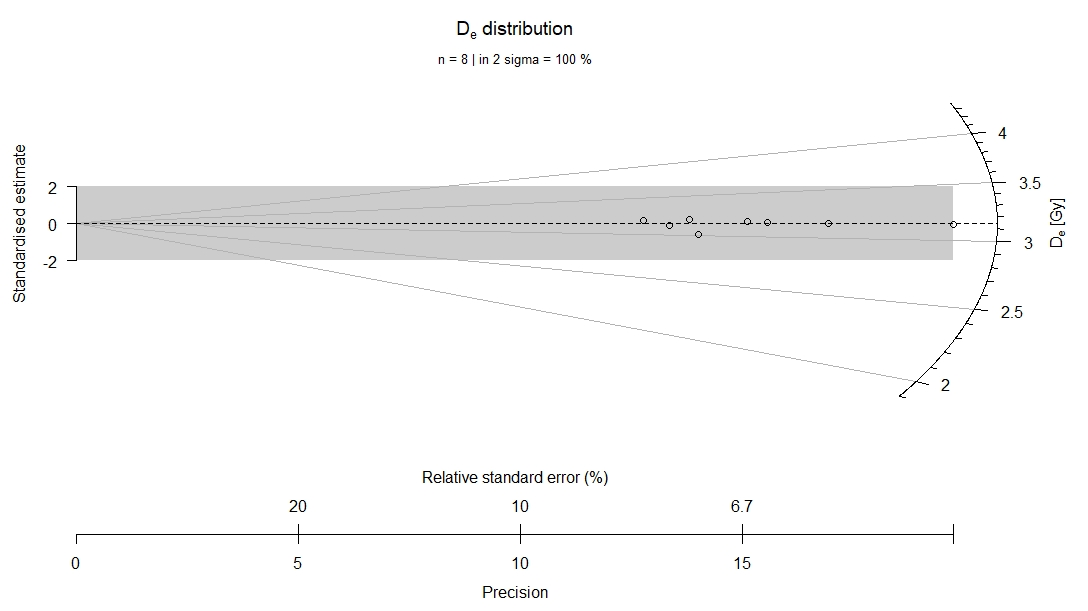 De distribution
n = 8 | in 2 sigma = 100 %
Standardised estimate
2
0
-2
4
3.5
3
2.5
2
De [Gy]
Relative standard error (%)
20 10 6.7
0 5 10 15
Precision